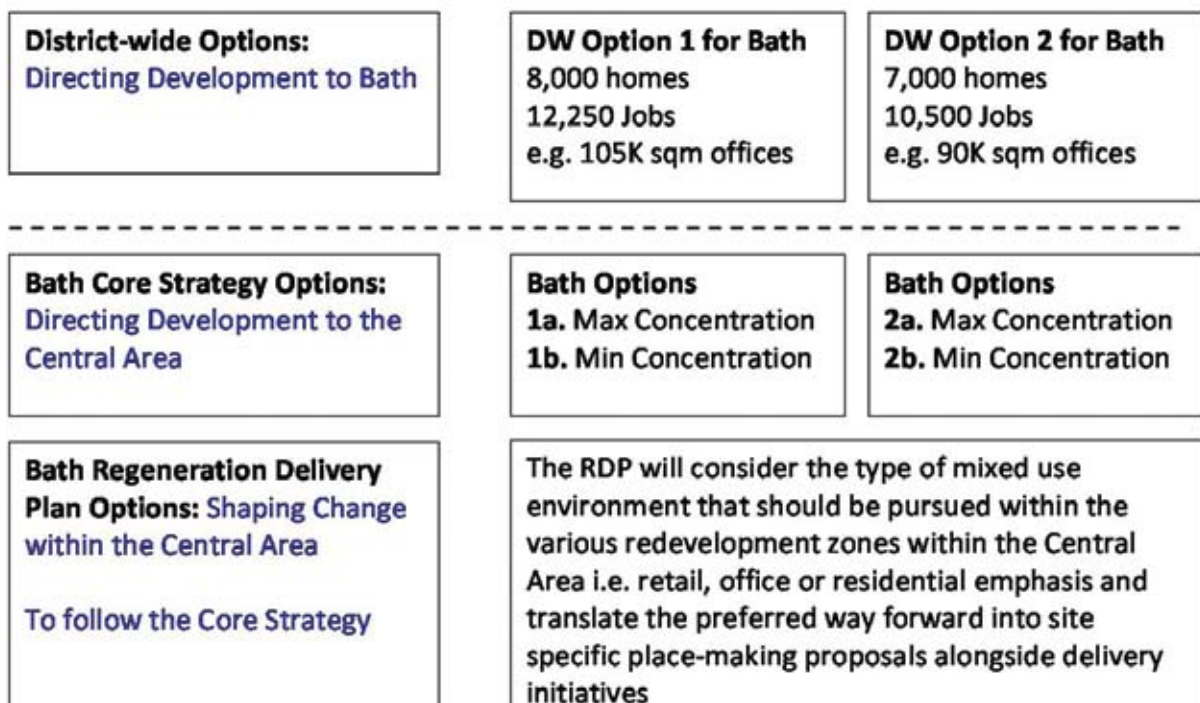 District-wide Options:
Directing Development to Bath
DW Option 1 for Bath
8,000 homes
12,250 Jobs
e.g. 105K sqm offices
DW Option 2 for Bath
7,000 homes
10,500 Jobs
e.g. 90K sqm offices
Bath Core Strategy Options:
Directing Development to the
Central Area
Bath Options
1a. Max Concentration
1b. Min Concentration
Bath Options
2a. Max Concentration
2b. Min Concentration
Bath Regeneration Delivery
Plan Options: Shaping Change
within the Central Area
To follow the Core Strategy
The RDP will consider the type of mixed use
environment that should be pursued within the
various redevelopment zones within the Central
Area i.e. retail, office or residential emphasis and
translate the preferred way forward into site
specific place-making proposals alongside delivery
initiatives